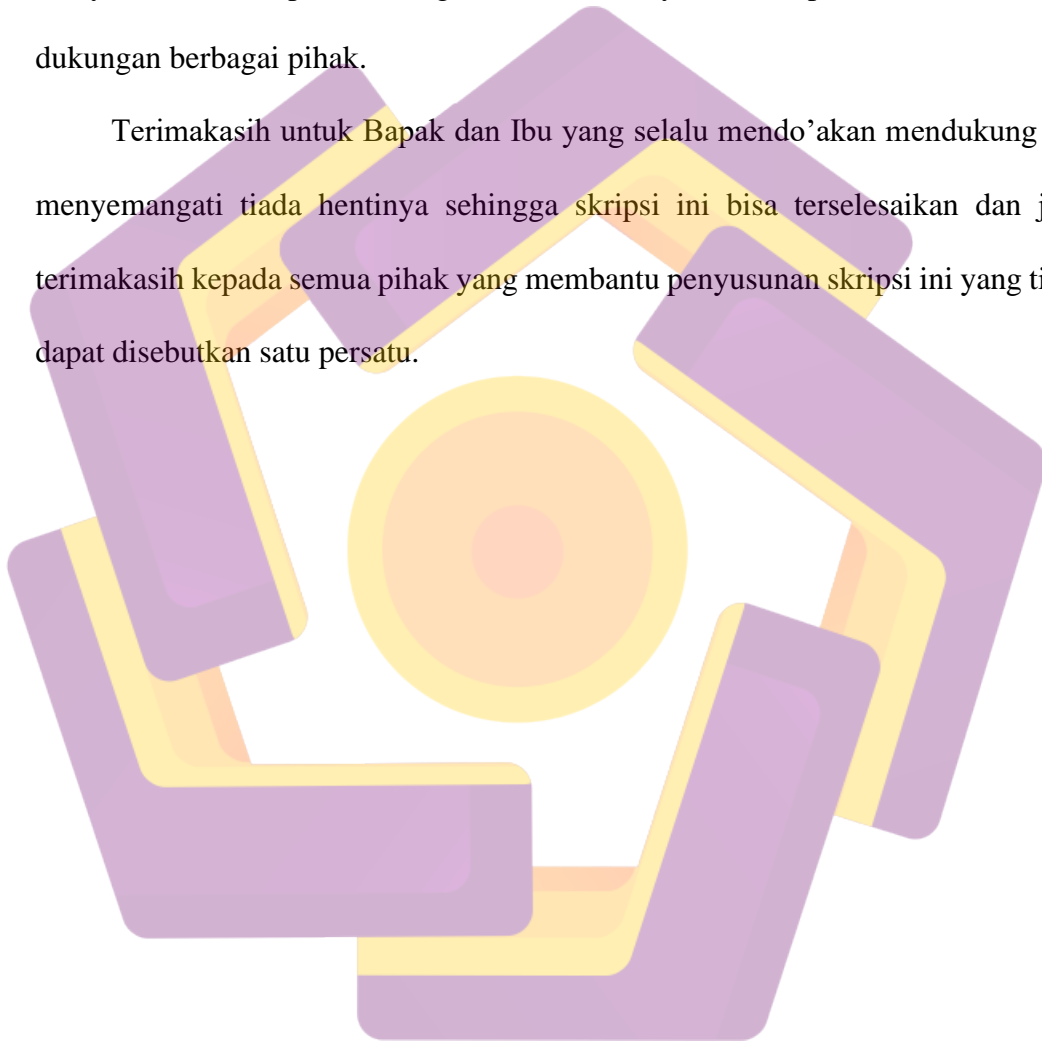 dukungan berbagai pihak.
Terimakasih untuk Bapak dan Ibu yang selalu mendo’akan mendukung
menyemangati tiada hentinya sehingga skripsi ini bisa terselesaikan dan j
terimakasih kepada semua pihak yang membantu penyusunan skripsi ini yang ti
dapat disebutkan satu persatu.